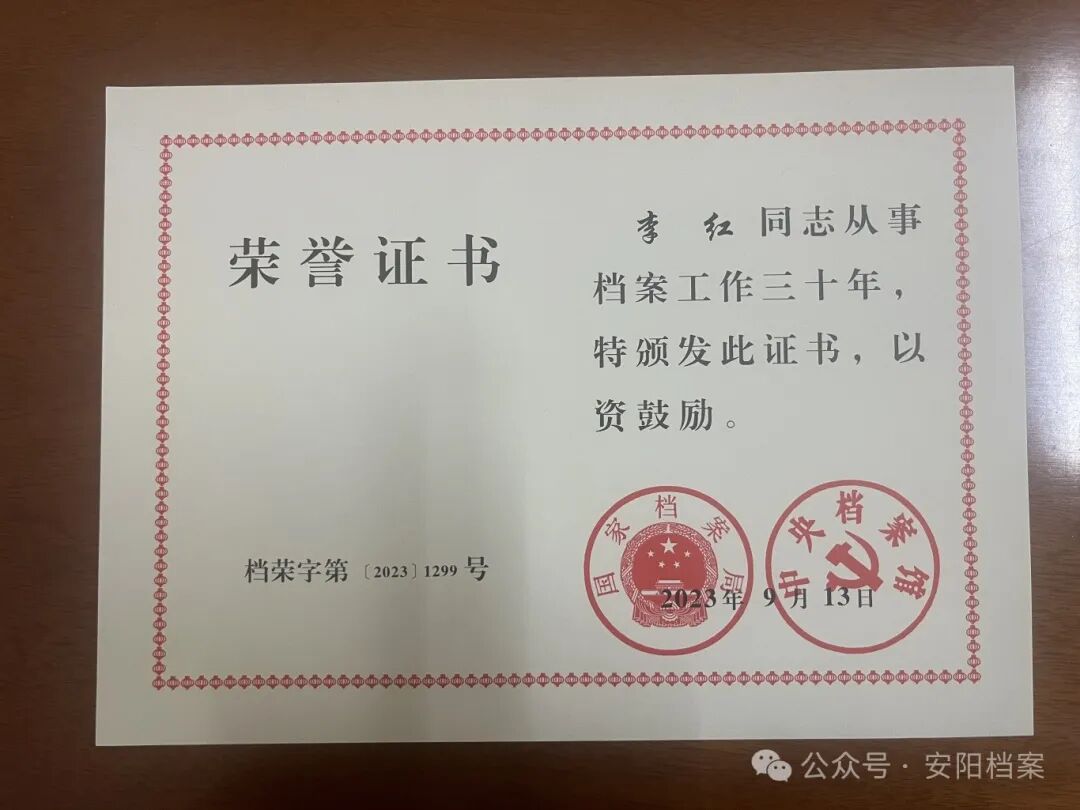 荣誉证书
档荣字第〔2023〕1299号
李 红 同志从事
档案工作三十年，
特颁发此证书，以
资鼓励。
国家档案局
中央档案馆
2023年9月13日
公众号·安阳档案